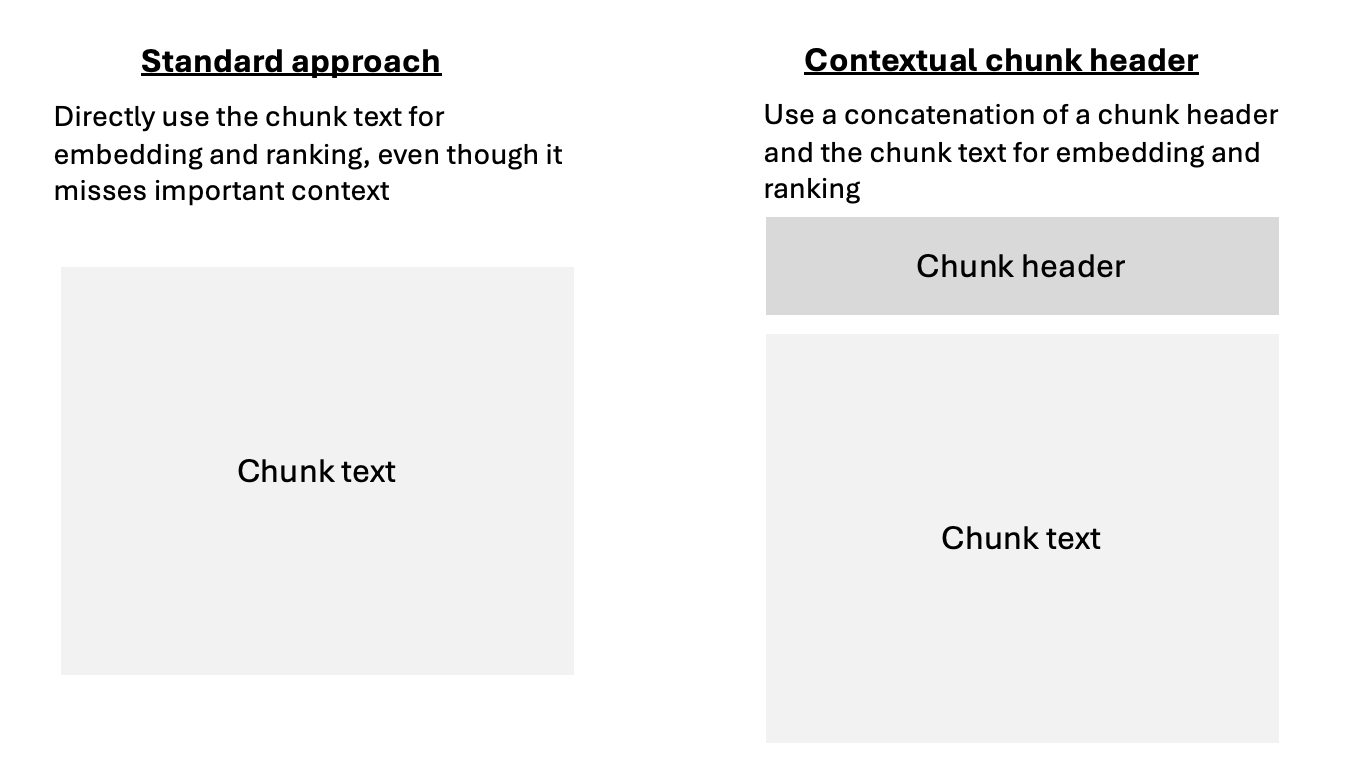 Standard approach
Directly use the chunk text for
embedding and ranking, even though it
misses important context
Chunk text
Contextual chunk header
Use a concatenation of a chunk header
and the chunk text for embedding and
ranking
Chunk header
Chunk text